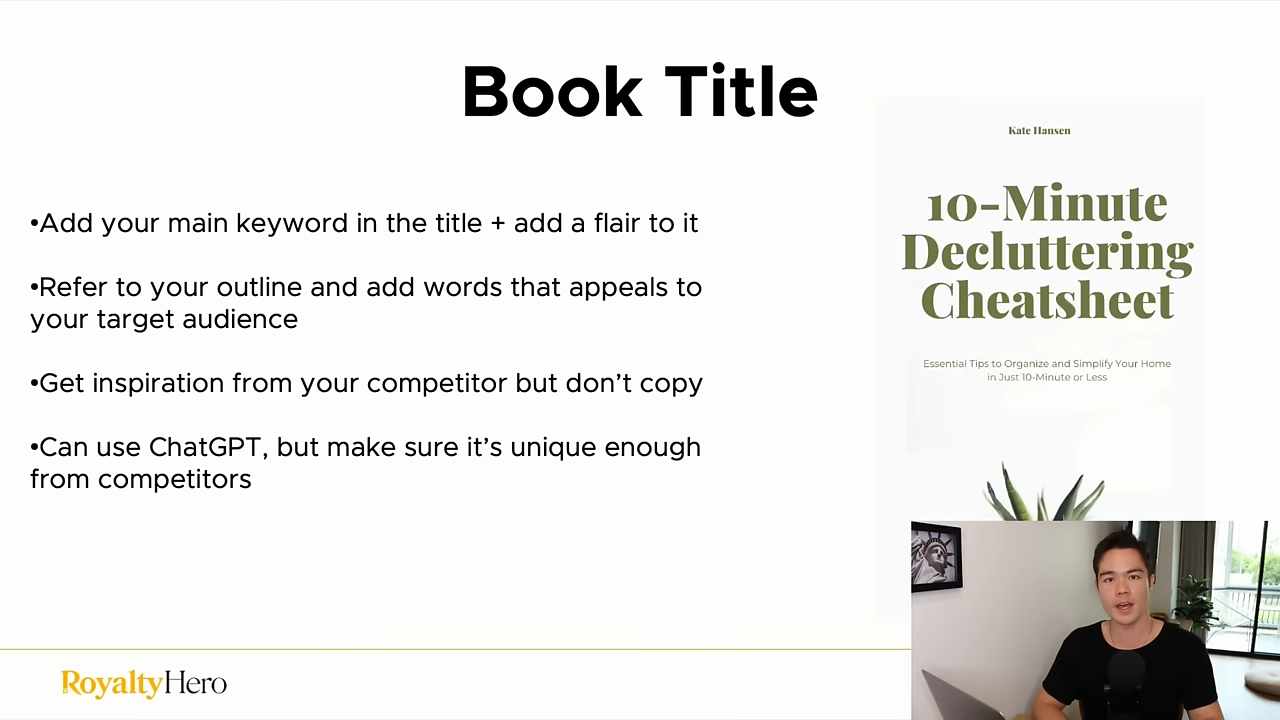 Book Title
•Add your main keyword in the title + add a flair to it
•Refer to your outline and add words that appeals to
your target audience
•Get inspiration from your competitor but don’t copy
•Can use ChatGPT, but make sure it’s unique enough
from competitors
Kate Hansen
10-Minute
Decluttering
Cheatsheet
Essential Tips to Organize and Simplify Your Home
in Just 10-Minute or Less
RoyaltyHero